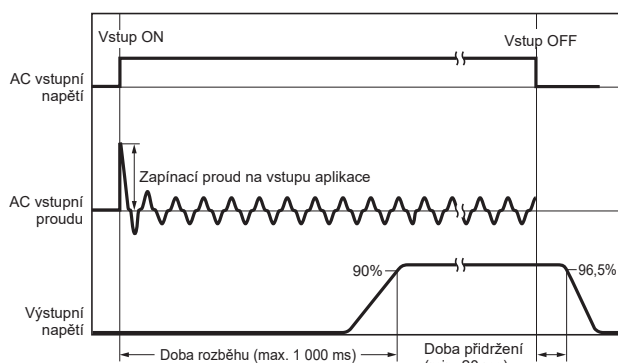 Vstup ON
Vstup OFF
AC vstupní
napětí
Zapínací proud na vstupu aplikace
AC vstupní
proudu
90%
96,5%
Výstupní
napětí
Doba rozběhu (max. 1 000 ms)
Doba přidržení